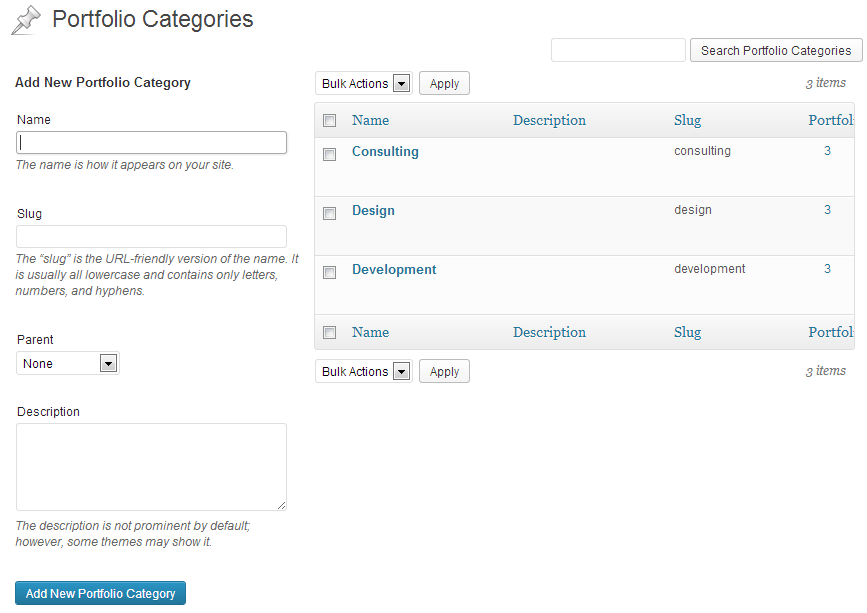 Portfolio Categories
Search Portfolio Categories
Add New Portfolio Category
Name
The name is how it appears on your site.
Slug
The “slug” is the URL-friendly version of the name. It
is usually all lowercase and contains only letters,
numbers, and hyphens.
Parent
None
Description
The description is not prominent by default;
however, some themes may show it.
Add New Portfolio Category
Bulk Actions Apply 3 items
Name Description Slug Portfol
Consulting consulting 3
Design design 3
Development development 3
Name Description Slug Portfol
Bulk Actions Apply 3 items